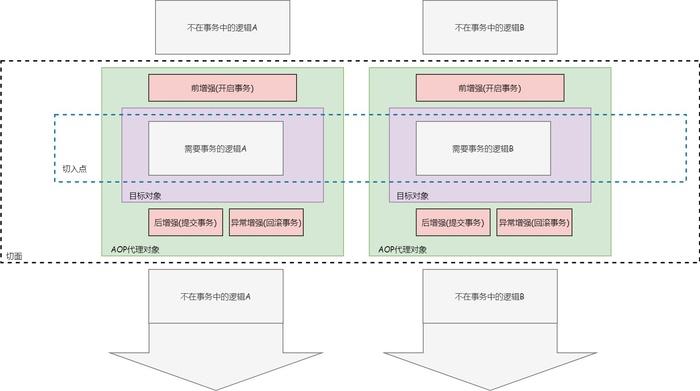 不在事务中的逻辑A
不在事务中的逻辑B
前增强(开启事务)
前增强(开启事务)
需要事务的逻辑A
需要事务的逻辑B
切入点
目标对象
目标对象
后增强(提交事务)
异常增强(回滚事务)
后增强(提交事务)
异常增强(回滚事务)
AOP代理对象
AOP代理对象
切面
不在事务中的逻辑A
不在事务中的逻辑B